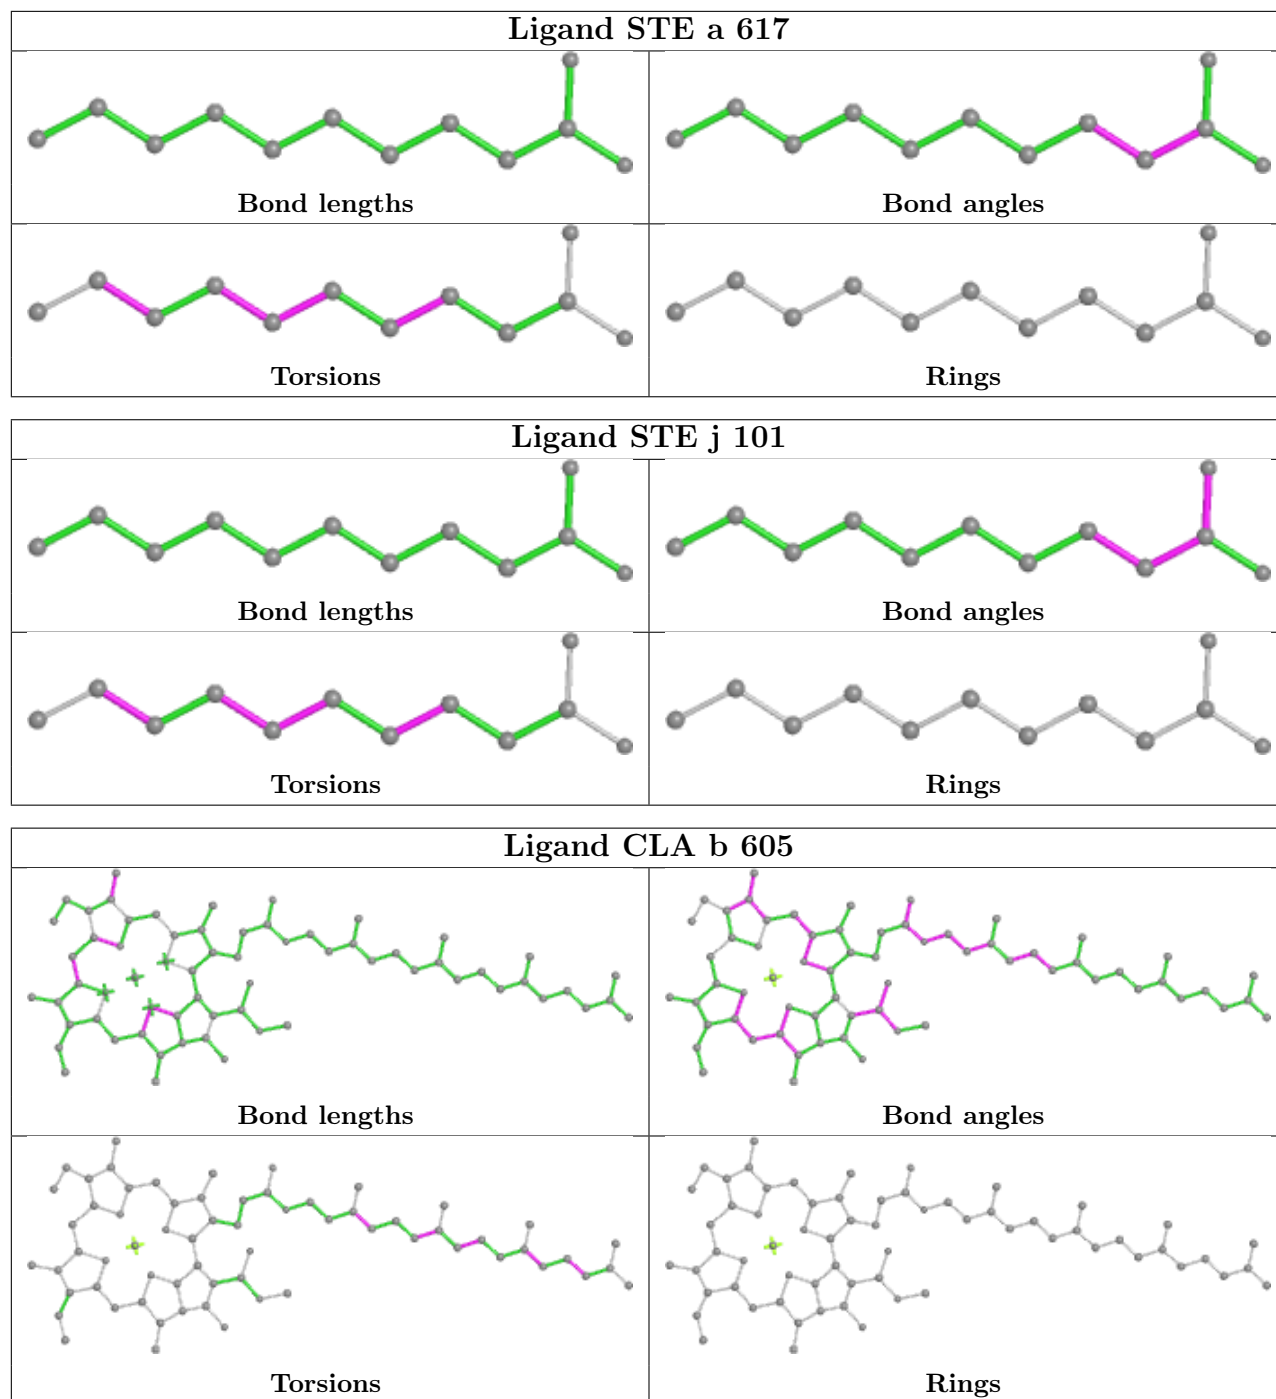 Ligand STE a 617
Bond lengths
Bond angles
Torsions
Rings
Ligand STE j 101
Bond lengths
Bond angles
Torsions
Rings
Ligand CLA b 605
Bond lengths
Bond angles
Torsions
Rings